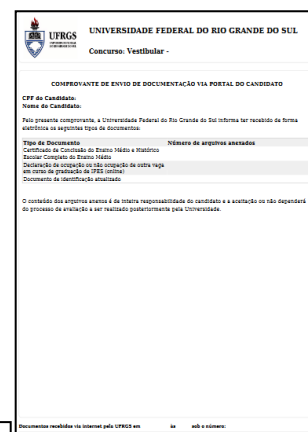 UFRGS
UNIVERSIDADE FEDERAL DO RIO GRANDE DO SUL
Concurso: Vestibular -
COMPROVANTE DE ENVIO DE DOCUMENTAÇÃO VIA PORTAL DO CANDIDATO
CPF do Candidato:
Nome do Candidato:
Pelo presente comprovante, a Universidade Federal do Rio Grande do Sul informa ter recebido de forma
eletrônica os seguintes tipos de documentos:
Tipo de Documento Número de arquivos anexados
Certificado de Conclusão do Ensino Médio e Histórico
Escolar Completo do Ensino Médio
Declaração de ocupação ou não ocupação de outra vaga
em curso de graduação de IPES (online)
Documento de identificação atualizado
O conteúdo dos arquivos anexos é de inteira responsabilidade do candidato e a aceitação ou não dependerá
do processo de avaliação a ser realizado posteriormente pela Universidade.
Documentos recebidos via internet pela UFRGS em às sob o número: